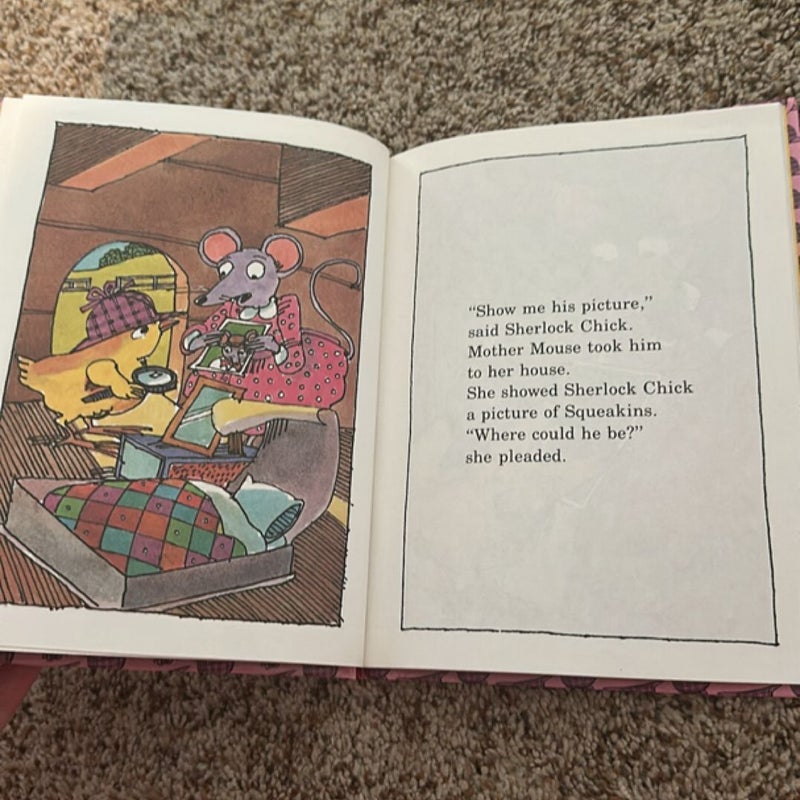 “Show me his picture,”
said Sherlock Chick.
Mother Mouse took him
to her house.
She showed Sherlock Chick
a picture of Squeakins.
“Where could he be?”
she pleaded.